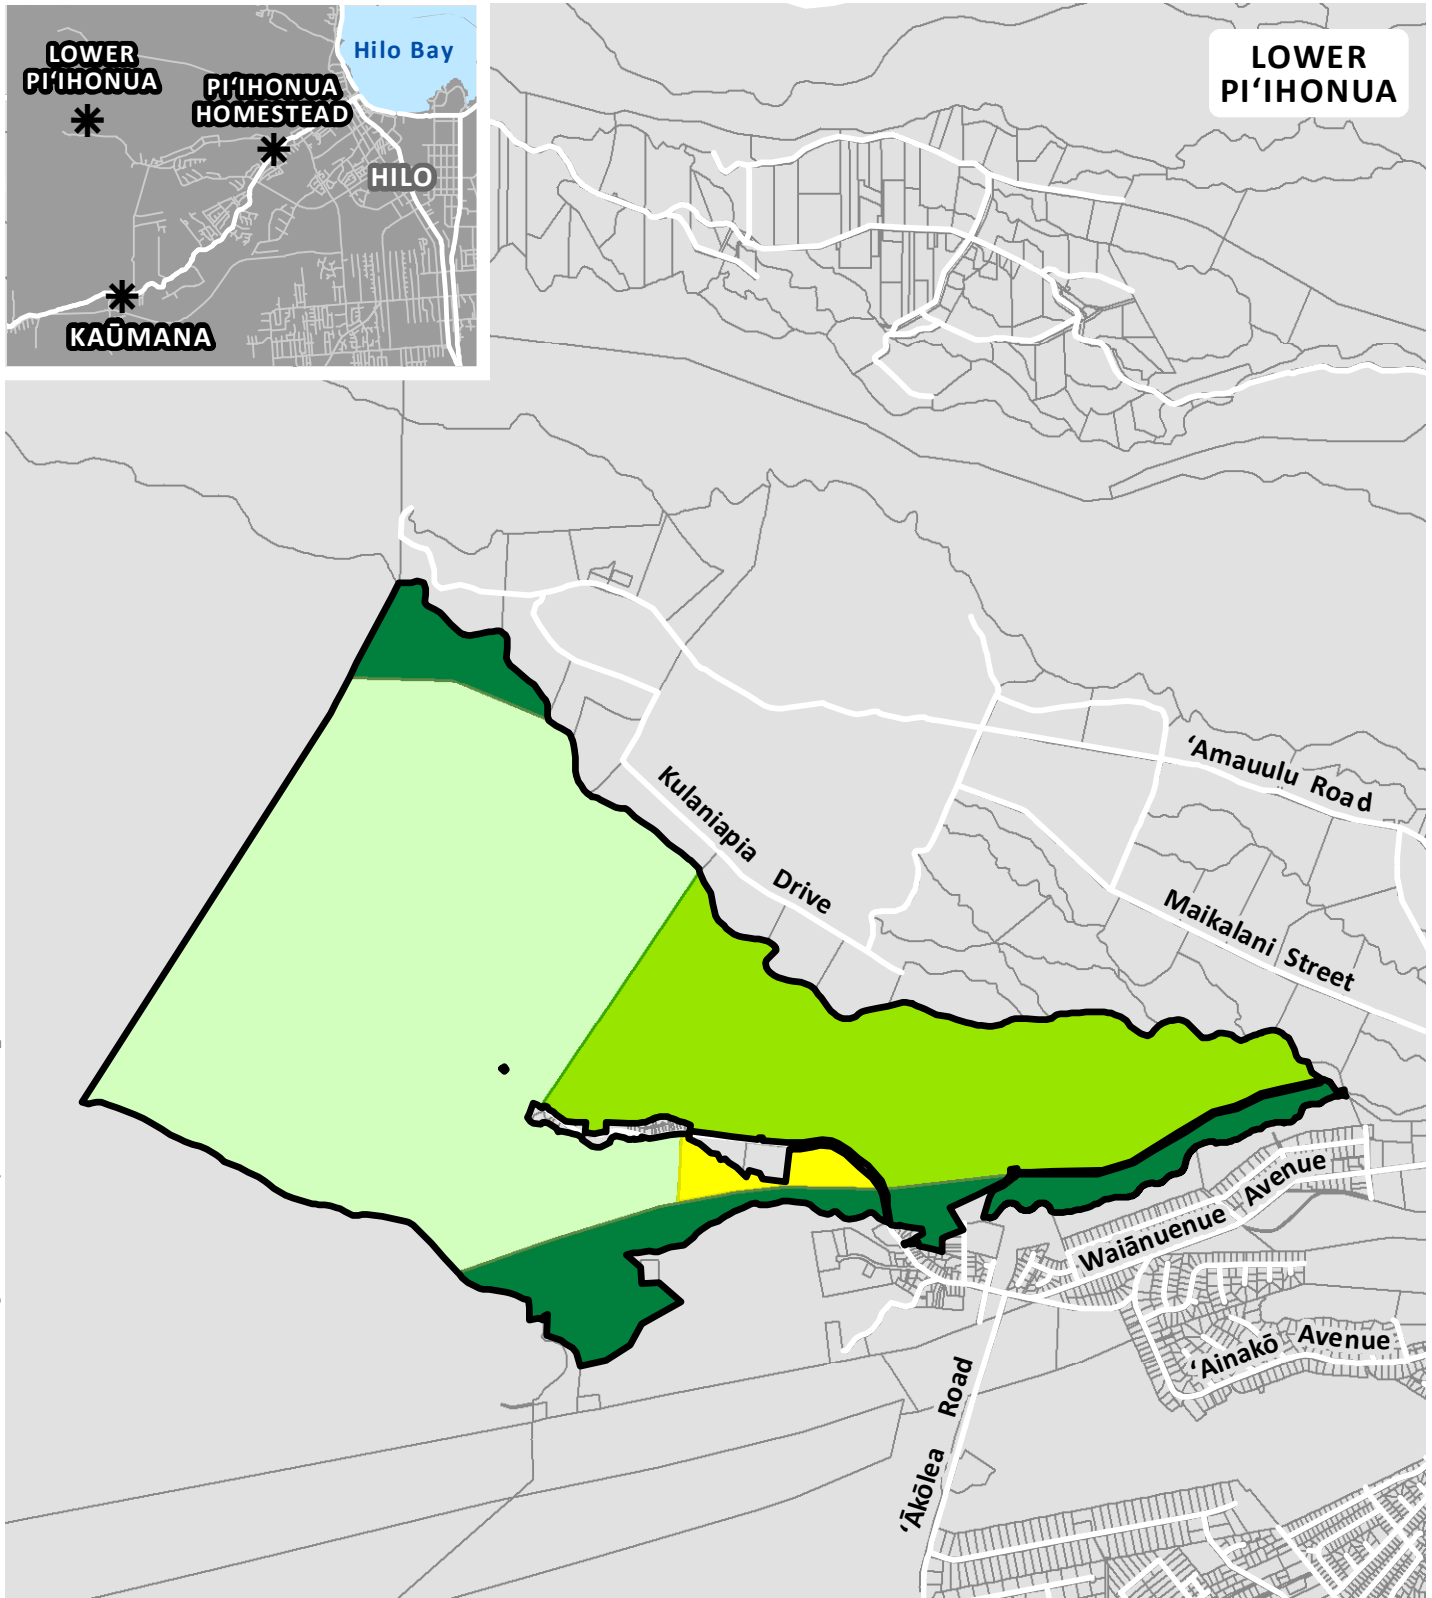 Hilo Bay
LOWER
PIʻIHONUA
PIʻIHONUA
HOMESTEAD
HILO
KAŪMANA
LOWER
PIʻIHONUA
ʻAmauulu Road
Kulaniapia Drive
Maikalani Street
Waiānuenue Avenue
ʻAinakō Avenue
ʻĀkōlea Road